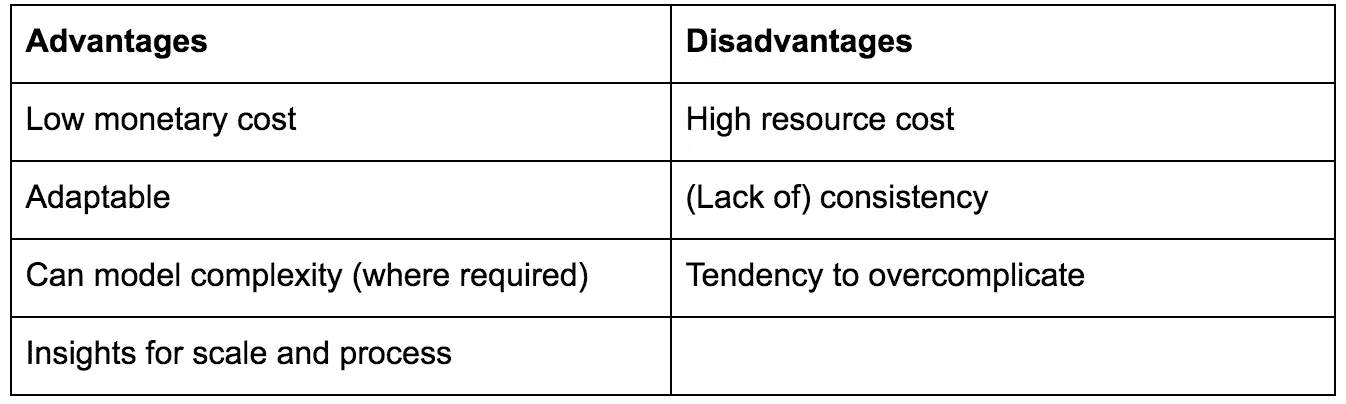 Advantages
Disadvantages
Low monetary cost
High resource cost
Adaptable
(Lack of) consistency
Can model complexity (where required)
Tendency to overcomplicate
Insights for scale and process